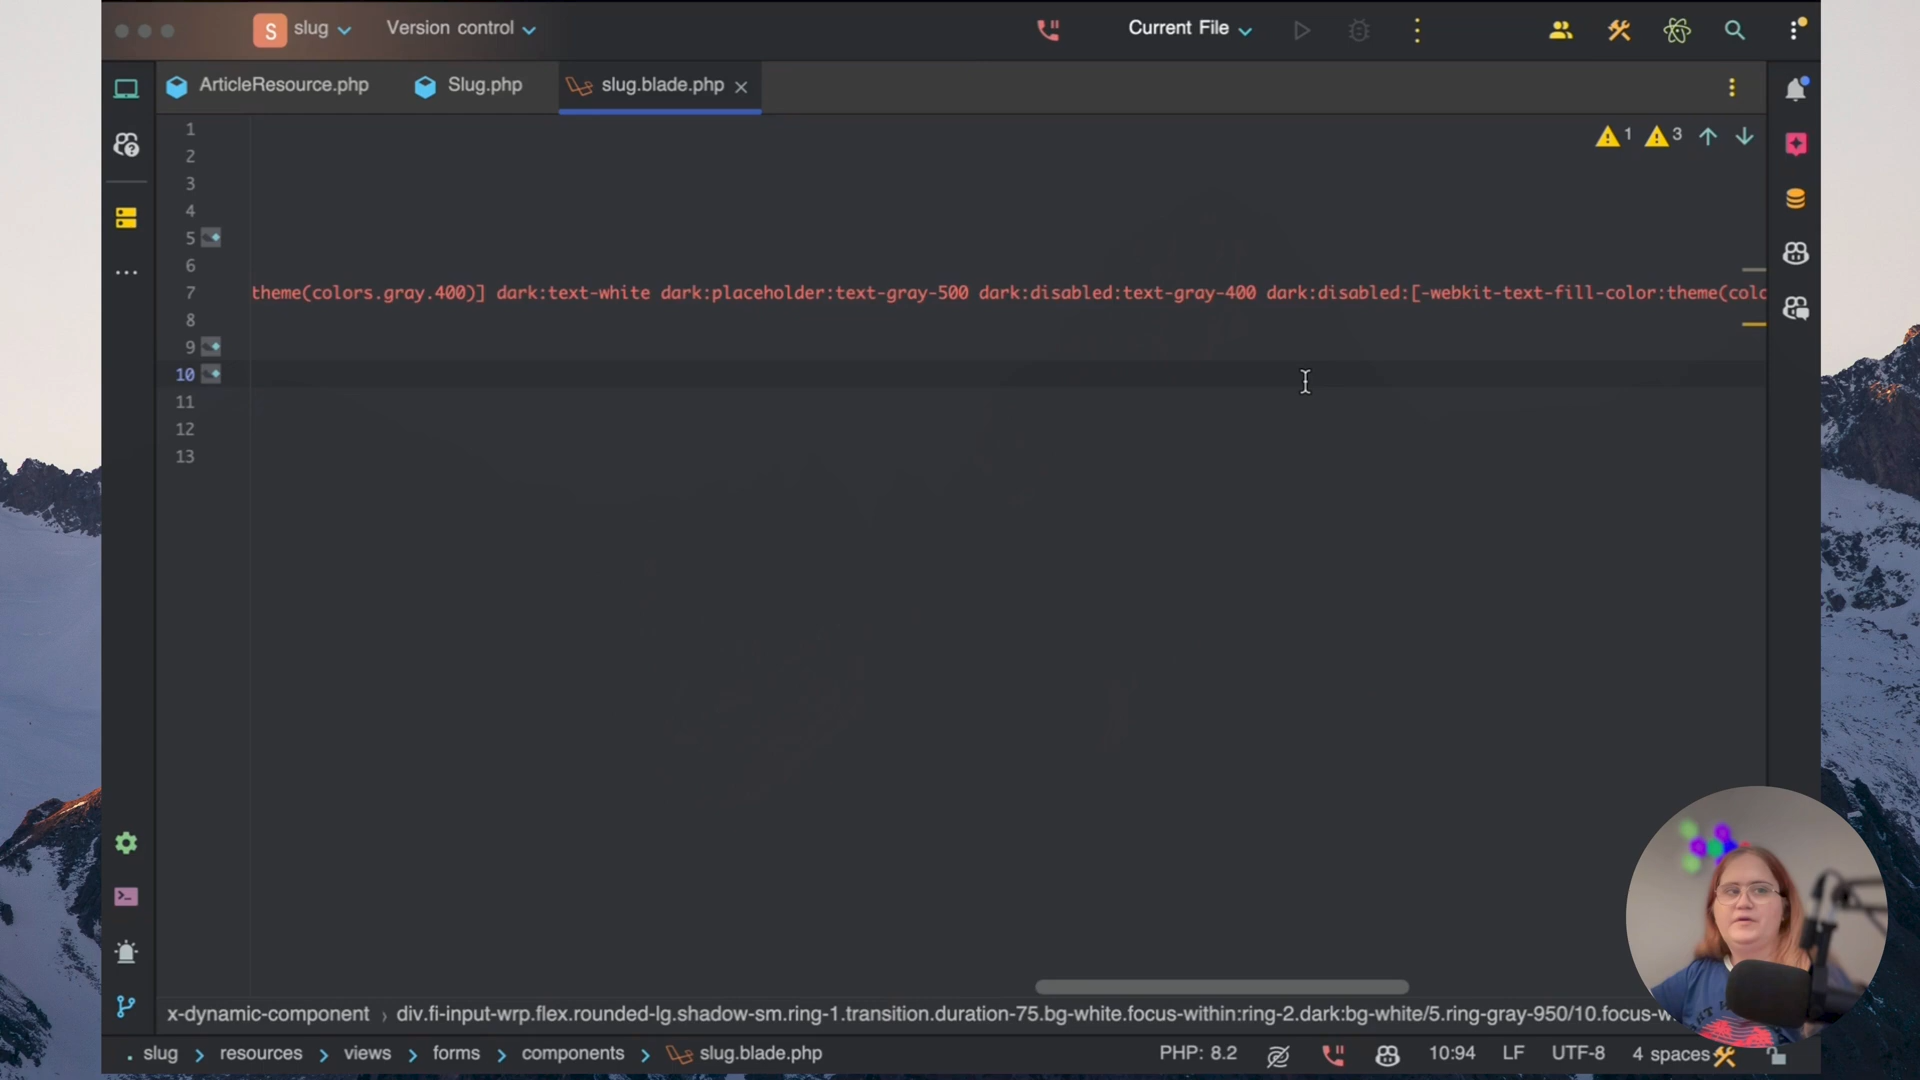 S slug Version control Current File
ArticleResource.php Slug.php slug.blade.php
1 3
1
2
3
4
5
6
7 theme(colors.gray.400)] dark:text-white dark:placeholder:text-gray-500 dark:disabled:text-gray-400 dark:disabled:[-webkit-text-fill-color:theme(colo
8
9
10
11
12
13
x-dynamic-component › div.fi-input-wrp.flex.rounded-lg.shadow-sm.ring-1.transition.duration-75.bg-white.focus-within:ring-2.dark:bg-white/5.ring-gray-950/10.focus-w
slug > resources > views > forms > components > slug.blade.php PHP: 8.2 10:94 LF UTF-8 4 spaces